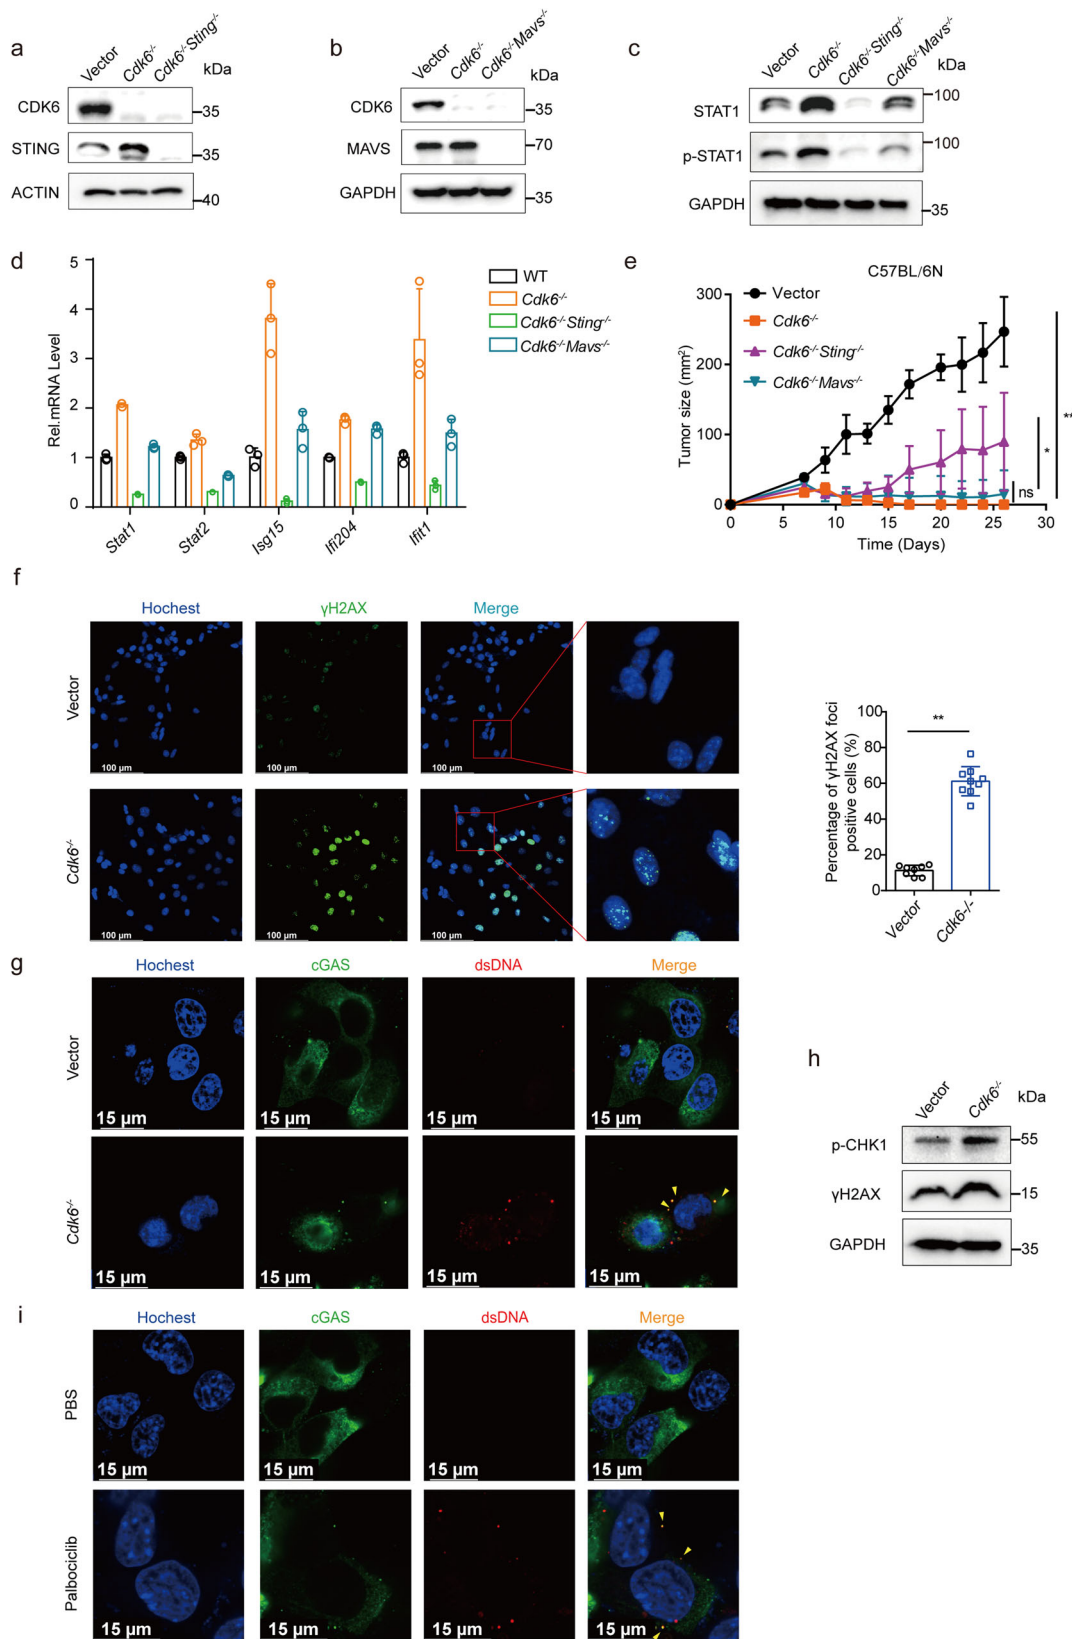 a
Vector
Cdk6-/-
Cdk6-/-Sting-/-
kDa
CDK6
35
STING
35
ACTIN
40
b
Vector
Cdk6-/-
Cdk6-/-Mavs-/-
kDa
CDK6
35
MAVS
70
GAPDH
35
c
Vector
Cdk6-/-
Cdk6-/-Sting-/-
Cdk6-/-Mavs-/-
kDa
STAT1
100
p-STAT1
100
GAPDH
35
d
Rel.mRNA Level
5
4
3
2
1
0
Stat1
Stat2
Isg15
Ifi204
Ifit1
WT
Cdk6-/-
Cdk6-/-Sting-/-
Cdk6-/-Mavs-/-
e
C57BL/6N
Tumor size (mm²)
300
200
100
0
0
5
10
15
20
25
30
Time (Days)
Vector
Cdk6-/-
Cdk6-/-Sting-/-
Cdk6-/-Mavs-/-
**
*
ns
f
Hochest
γH2AX
Merge
Vector
100 μm
100 μm
100 μm
Cdk6-/-
100 μm
100 μm
100 μm
Percentage of γH2AX foci
positive cells (%)
100
80
60
40
20
0
**
Vector
Cdk6-/-
g
Hochest
cGAS
dsDNA
Merge
Vector
15 μm
15 μm
15 μm
15 μm
Cdk6-/-
15 μm
15 μm
15 μm
15 μm
h
Vector
Cdk6-/-
kDa
p-CHK1
55
γH2AX
15
GAPDH
35
i
Hochest
cGAS
dsDNA
Merge
PBS
15 μm
15 μm
15 μm
15 μm
Palbociclib
15 μm
15 μm
15 μm
15 μm